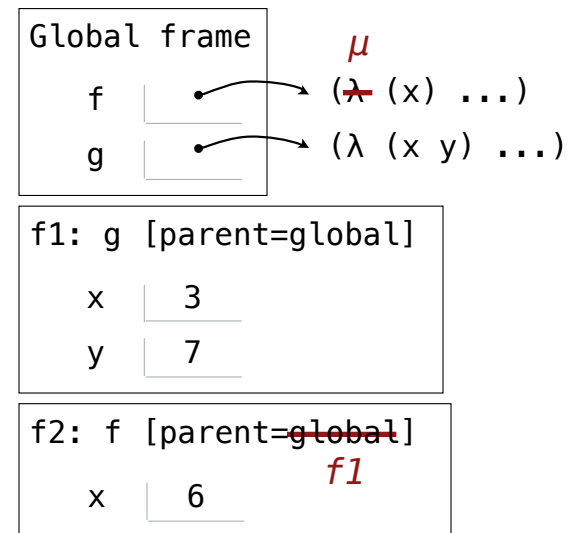 Global frame
μ
f (λ (x) ...)
g (λ (x y) ...)
f1: g [parent=global]
x 3
y 7
f2: f [parent=global]
f1
x 6